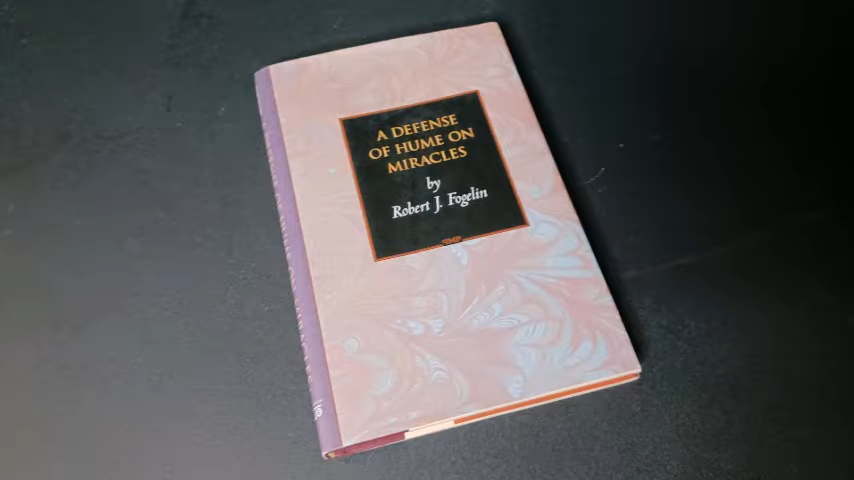 A DEFENSE
OF HUME ON
MIRACLES
by
Robert J. Fogelin